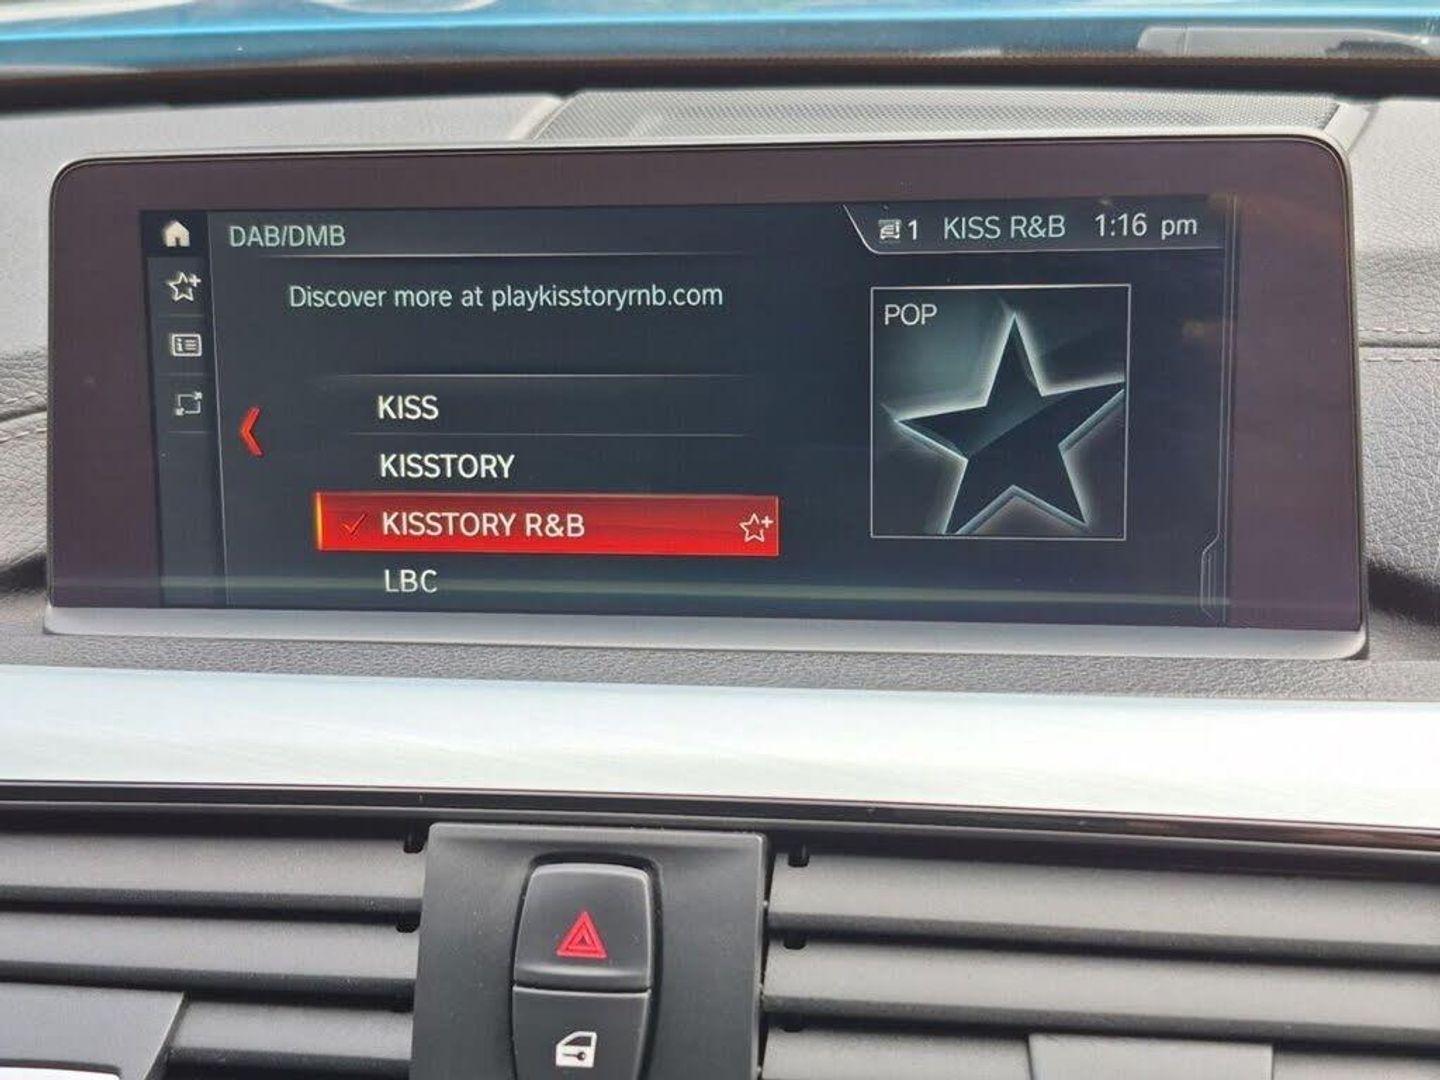 DAB/DMB
1 KISS R&B 1:16 pm
Discover more at playkisstoryrnb.com
POP
KISS
KISSTORY
KISSTORY R&B
LBC